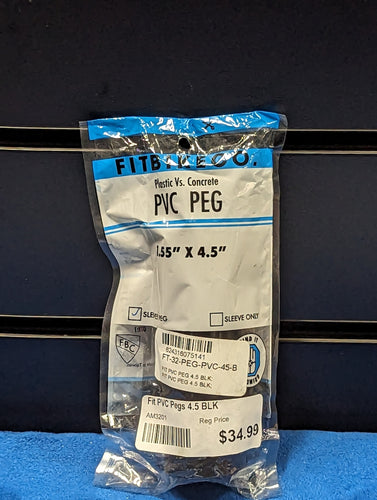 FITBIKECO.
Plastic Vs. Concrete
PVC PEG
1.55" X 4.5"
SLEEVE ONLY
FBC
824316075141
FT-32-PEG-PVC-45-B
FIT PVC PEG 4.5 BLK;
FIT PVC PEG 4.5 BLK;
Fit PVC Pegs 4.5 BLK
AM3201
Reg Price
$34.99